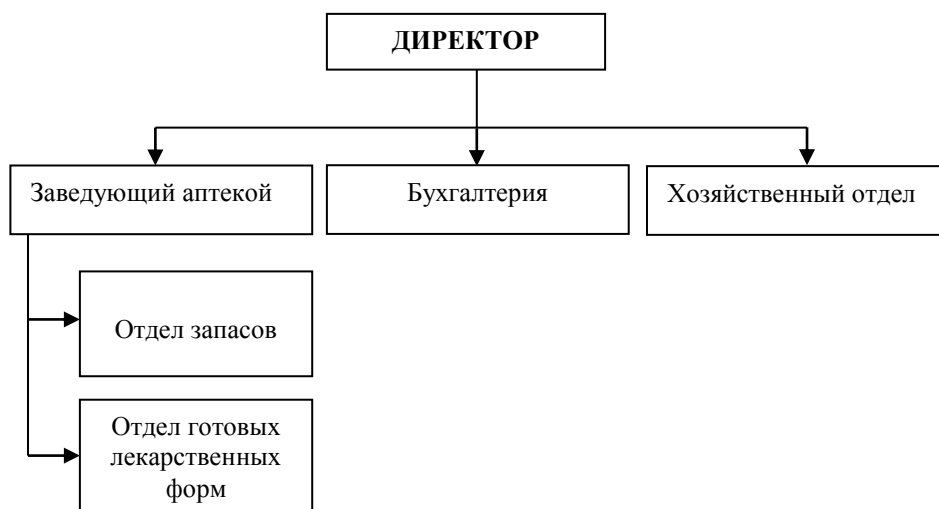 ДИРЕКТОР
Заведующий аптекой
Бухгалтерия
Хозяйственный отдел
Отдел запасов
Отдел готовых
лекарственных
форм